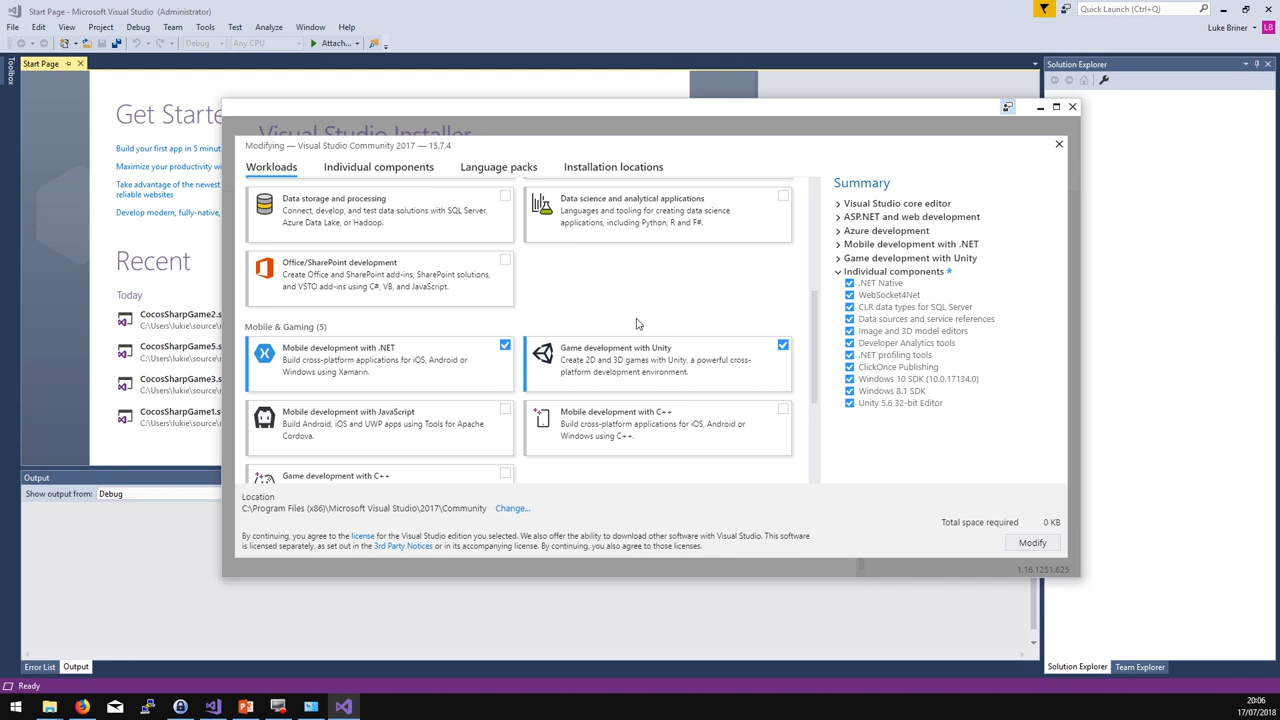 Start Page - Microsoft Visual Studio (Administrator)
Quick Launch (Ctrl+Q)
File Edit View Project Debug Team Tools Test Analyze Window Help
Luke Briner LB
Debug Any CPU Attach...
Toolbox
Start Page
Solution Explorer
Get Starte
Build your first app in 5 minut
Maximize your productivity wi
Take advantage of the newest
reliable websites
Develop modern, fully-native,
Recent
Today
CocosSharpGame2.s
C:\Users\lukie\source\r
CocosSharpGame5.s
C:\Users\lukie\source\r
CocosSharpGame3.s
C:\Users\lukie\source\r
CocosSharpGame1.s
C:\Users\lukie\source\r
Visual Studio Installer
Modifying — Visual Studio Community 2017 — 15.7.4
Workloads Individual components Language packs Installation locations
Data storage and processing
Connect, develop, and test data solutions with SQL Server,
Azure Data Lake, or Hadoop.
Data science and analytical applications
Languages and tooling for creating data science
applications, including Python, R and F#.
Office/SharePoint development
Create Office and SharePoint add-ins, SharePoint solutions,
and VSTO add-ins using C#, VB, and JavaScript.
Mobile & Gaming (5)
Mobile development with .NET
Build cross-platform applications for iOS, Android or
Windows using Xamarin.
Game development with Unity
Create 2D and 3D games with Unity, a powerful cross-
platform development environment.
Mobile development with JavaScript
Build Android, iOS and UWP apps using Tools for Apache
Cordova.
Mobile development with C++
Build cross-platform applications for iOS, Android or
Windows using C++.
Game development with C++
Summary
Visual Studio core editor
ASP.NET and web development
Azure development
Mobile development with .NET
Game development with Unity
Individual components *
.NET Native
WebSocket4Net
CLR data types for SQL Server
Data sources and service references
Image and 3D model editors
Developer Analytics tools
.NET profiling tools
ClickOnce Publishing
Windows 10 SDK (10.0.17134.0)
Windows 8.1 SDK
Unity 5.6 32-bit Editor
Location
C:\Program Files (x86)\Microsoft Visual Studio\2017\Community Change...
Total space required 0 KB
By continuing, you agree to the license for the Visual Studio edition you selected. We also offer the ability to download other software with Visual Studio. This software
is licensed separately, as set out in the 3rd Party Notices or in its accompanying license. By continuing, you also agree to those licenses.
Modify
1.16.1251.625
Output
Show output from: Debug
Error List Output
Solution Explorer Team Explorer
Ready
20:06
17/07/2018